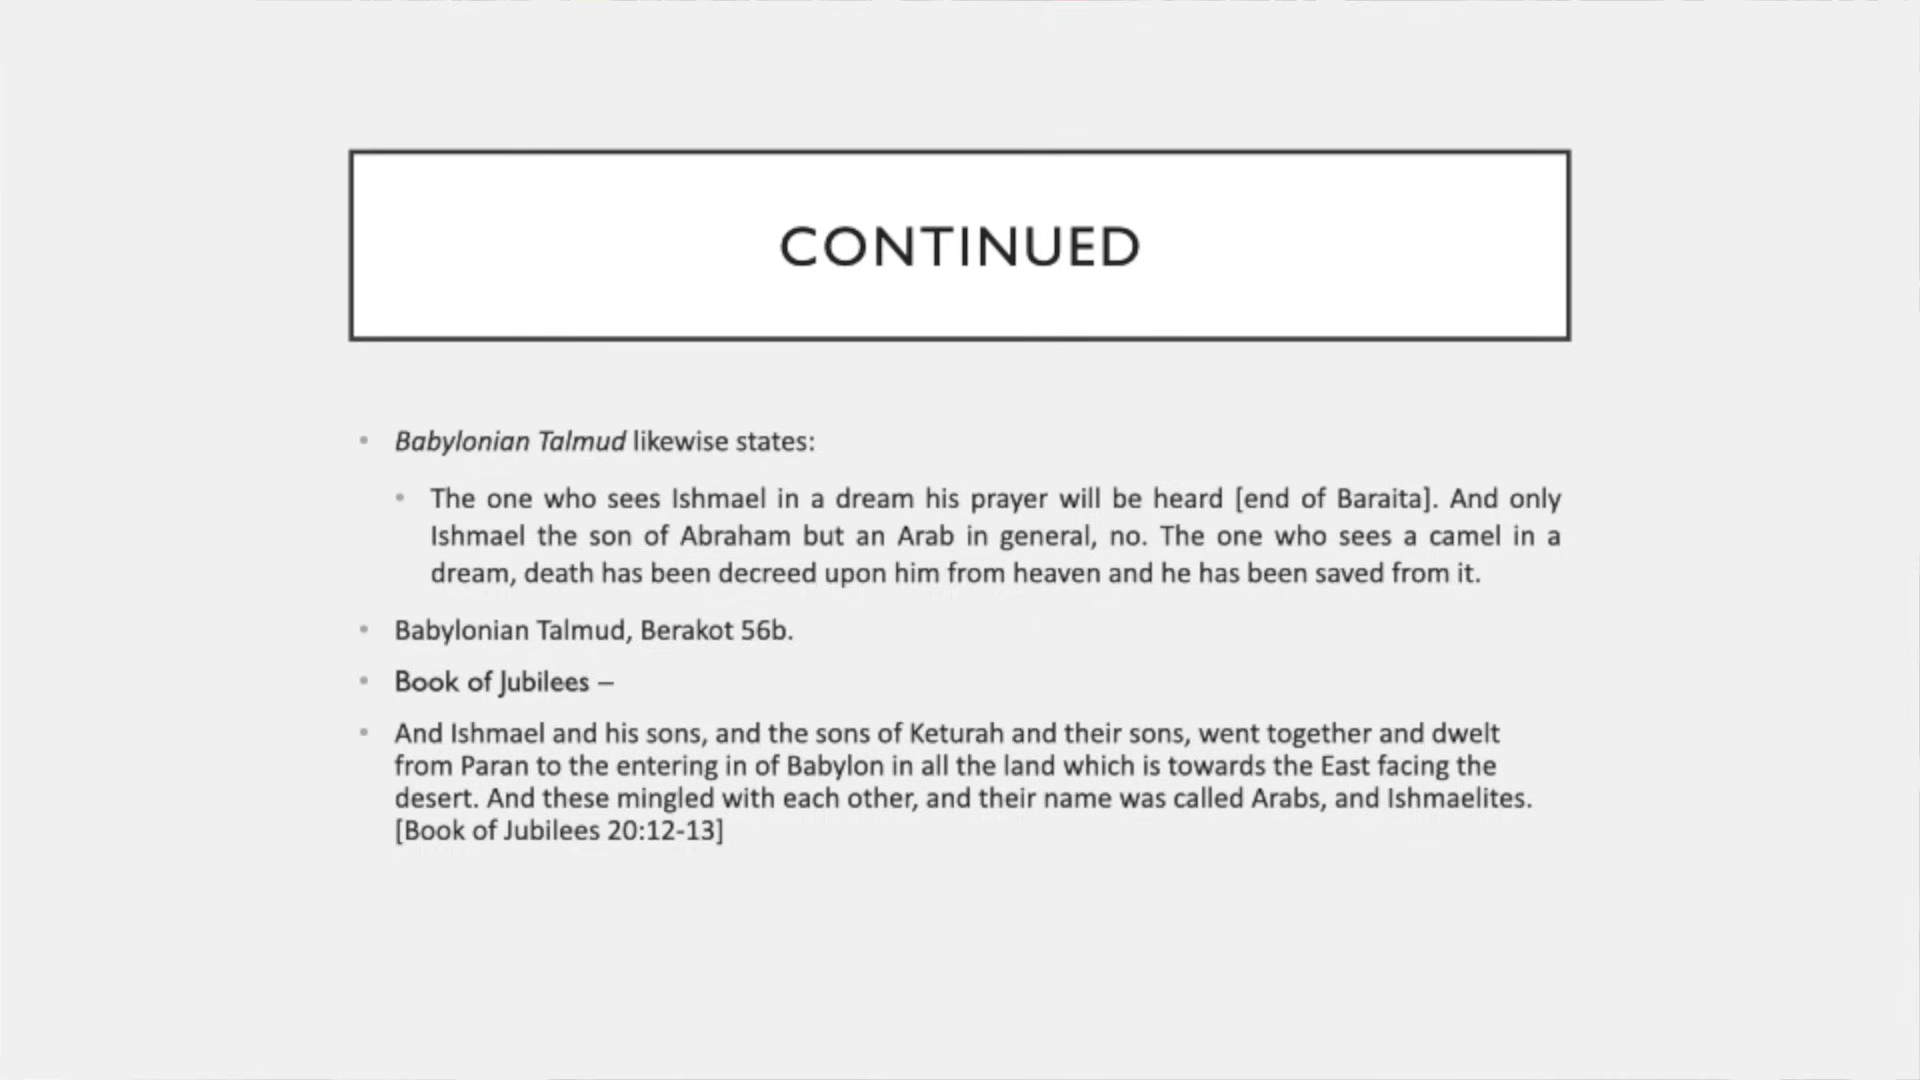 CONTINUED
• Babylonian Talmud likewise states:
• The one who sees Ishmael in a dream his prayer will be heard [end of Baraita]. And only
Ishmael the son of Abraham but an Arab in general, no. The one who sees a camel in a
dream, death has been decreed upon him from heaven and he has been saved from it.
• Babylonian Talmud, Berakot 56b.
• Book of Jubilees –
• And Ishmael and his sons, and the sons of Keturah and their sons, went together and dwelt
from Paran to the entering in of Babylon in all the land which is towards the East facing the
desert. And these mingled with each other, and their name was called Arabs, and Ishmaelites.
[Book of Jubilees 20:12-13]